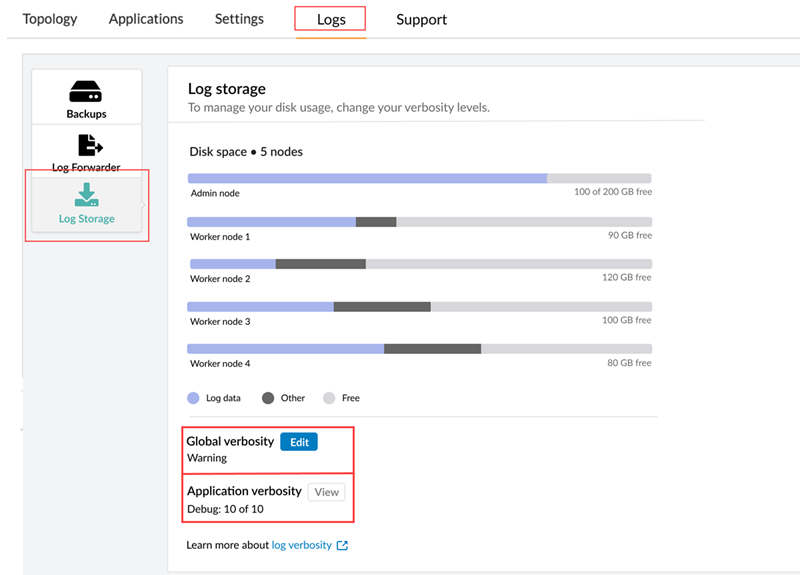 Topology Applications Settings Logs Support
Backups
Log Forwarder
Log Storage
Log storage
To manage your disk usage, change your verbosity levels.
Disk space • 5 nodes
Admin node 100 of 200 GB free
Worker node 1 90 GB free
Worker node 2 120 GB free
Worker node 3 100 GB free
Worker node 4 80 GB free
Log data Other Free
Global verbosity Edit
Warning
Application verbosity View
Debug: 10 of 10
Learn more about log verbosity